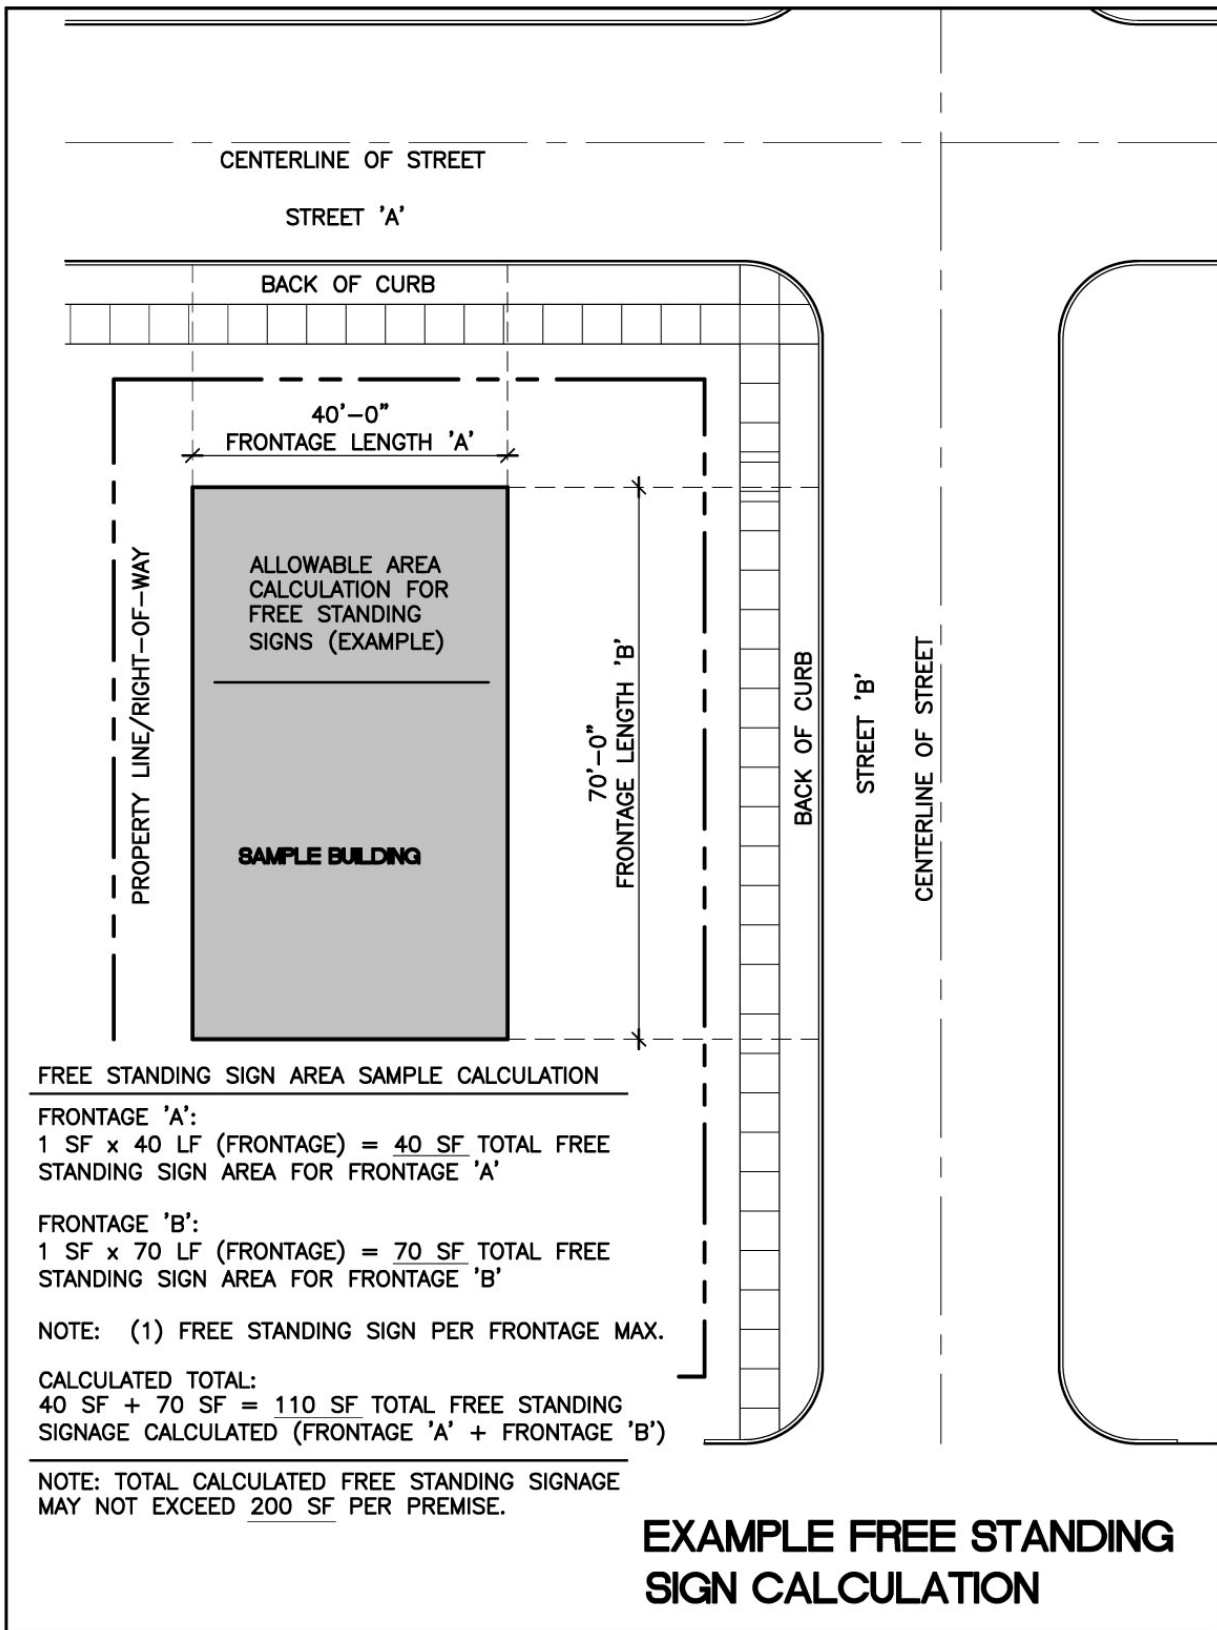 CENTERLINE OF STREET
STREET 'A'
BACK OF CURB
40'-0"
FRONTAGE LENGTH 'A'
PROPERTY LINE/RIGHT-OF-WAY
ALLOWABLE AREA
CALCULATION FOR
FREE STANDING
SIGNS (EXAMPLE)
SAMPLE BUILDING
70'-0"
FRONTAGE LENGTH 'B'
BACK OF CURB
STREET 'B'
CENTERLINE OF STREET
FREE STANDING SIGN AREA SAMPLE CALCULATION
FRONTAGE 'A':
1 SF x 40 LF (FRONTAGE) = 40 SF TOTAL FREE
STANDING SIGN AREA FOR FRONTAGE 'A'
FRONTAGE 'B':
1 SF x 70 LF (FRONTAGE) = 70 SF TOTAL FREE
STANDING SIGN AREA FOR FRONTAGE 'B'
NOTE: (1) FREE STANDING SIGN PER FRONTAGE MAX.
CALCULATED TOTAL:
40 SF + 70 SF = 110 SF TOTAL FREE STANDING
SIGNAGE CALCULATED (FRONTAGE 'A' + FRONTAGE 'B')
NOTE: TOTAL CALCULATED FREE STANDING SIGNAGE
MAY NOT EXCEED 200 SF PER PREMISE.
EXAMPLE FREE STANDING
SIGN CALCULATION